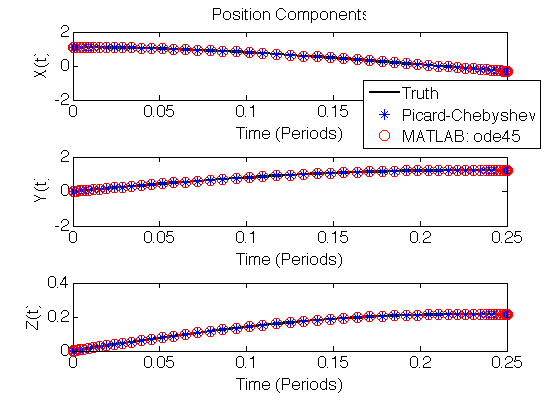 Position Components
X(t)
2
0
-2
0 0.05 0.1 0.15 0.2 0.25
Time (Periods)
Truth
Picard-Chebyshev
MATLAB: ode45
Y(t)
2
0
-2
0 0.05 0.1 0.15 0.2 0.25
Time (Periods)
Z(t)
0.4
0.2
0
0 0.05 0.1 0.15 0.2 0.25
Time (Periods)